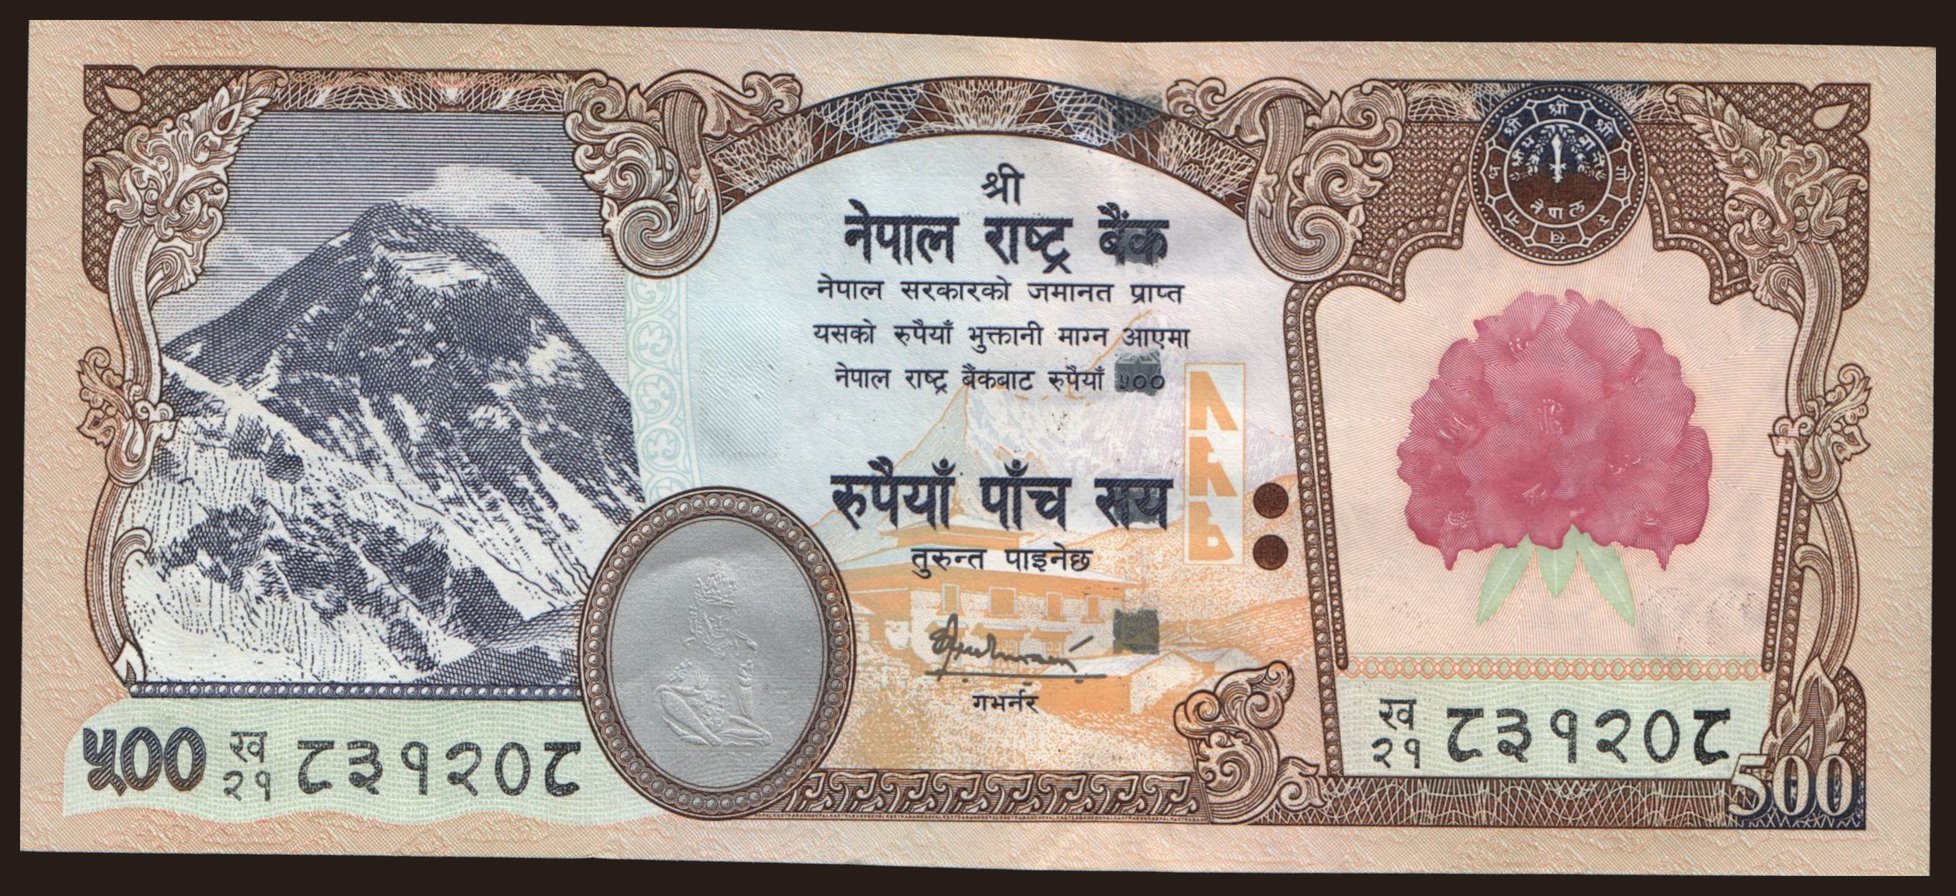 श्री
नेपाल राष्ट्र बैंक
नेपाल सरकारको जमानत प्राप्त
यसको रुपैयाँ भुक्तानी माग्न आएमा
नेपाल राष्ट्र बैंकबाट रुपैयाँ ५००
रुपैयाँ पाँच सय
तुरुन्त पाइनेछ
गभर्नर
५०० ख २१ ८३१२०८
ख २१ ८३१२०८
500
श्री श्री श्री
नेपाल